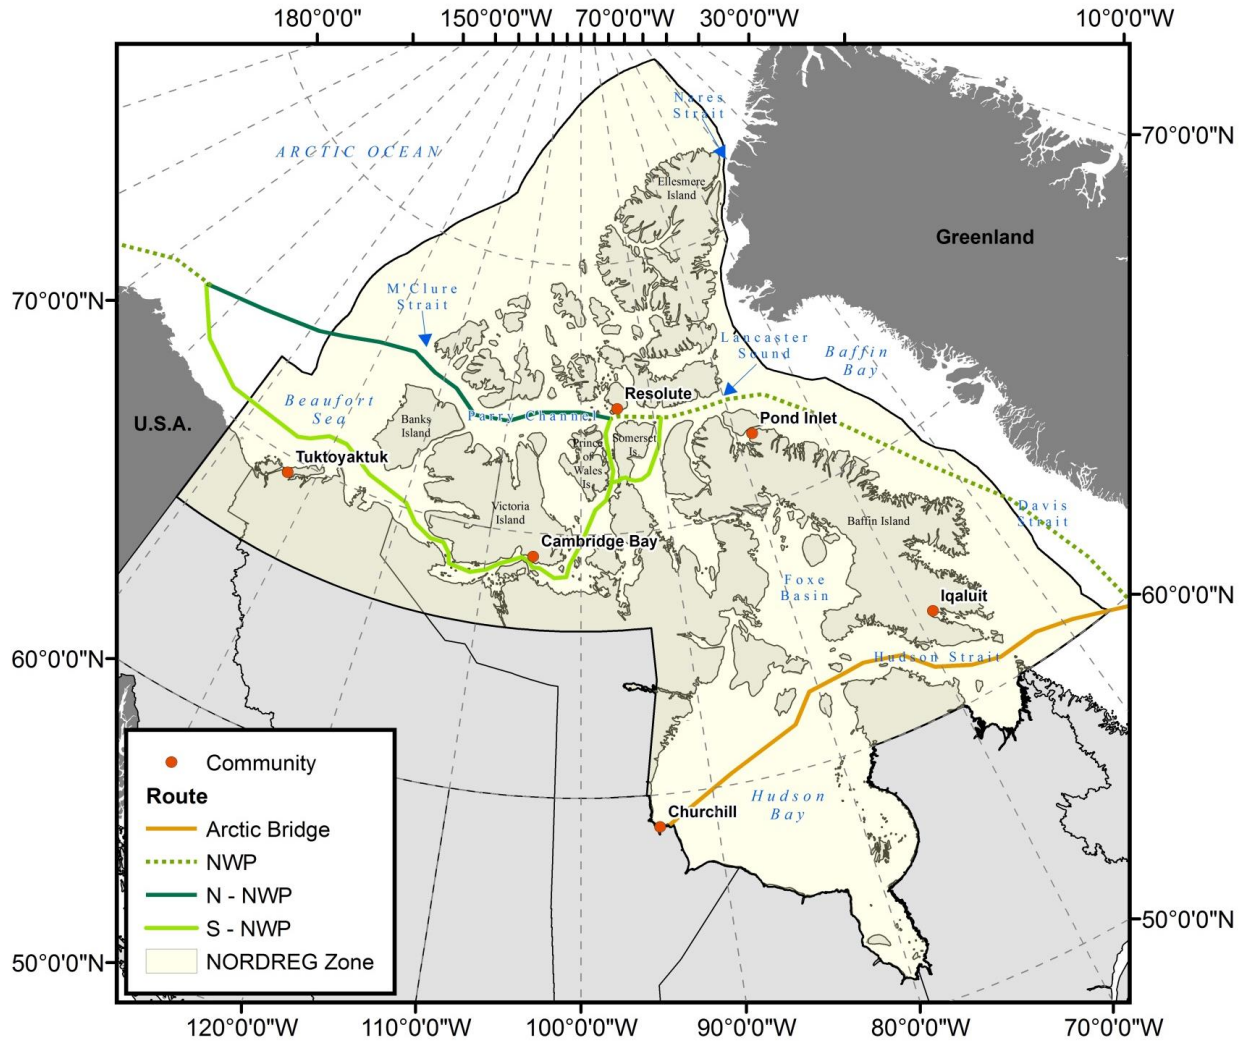 180°0'0" 150°0'0"W 70°0'0"W 30°0'0"W 10°0'0"W
Nares
Strait
70°0'0"N
ARCTIC OCEAN
Ellesmere
Island
Greenland
M'Clure
Strait
70°0'0"N
Lancaster
Sound
Baffin
Bay
Resolute
Beaufort
Sea
Banks
Island
Parry Channel
Pond Inlet
U.S.A.
Prince
of
Wales
Is.
Somerset
Is.
Tuktoyaktuk
Victoria
Island
Baffin Island
Davis
Strait
Cambridge Bay
Foxe
Basin
Iqaluit
60°0'0"N
60°0'0"N
Hudson Strait
Hudson
Bay
Churchill
Community
Route
Arctic Bridge
NWP
N - NWP
S - NWP
NORDREG Zone
50°0'0"N
50°0'0"N
120°0'0"W 110°0'0"W 100°0'0"W 90°0'0"W 80°0'0"W 70°0'0"W